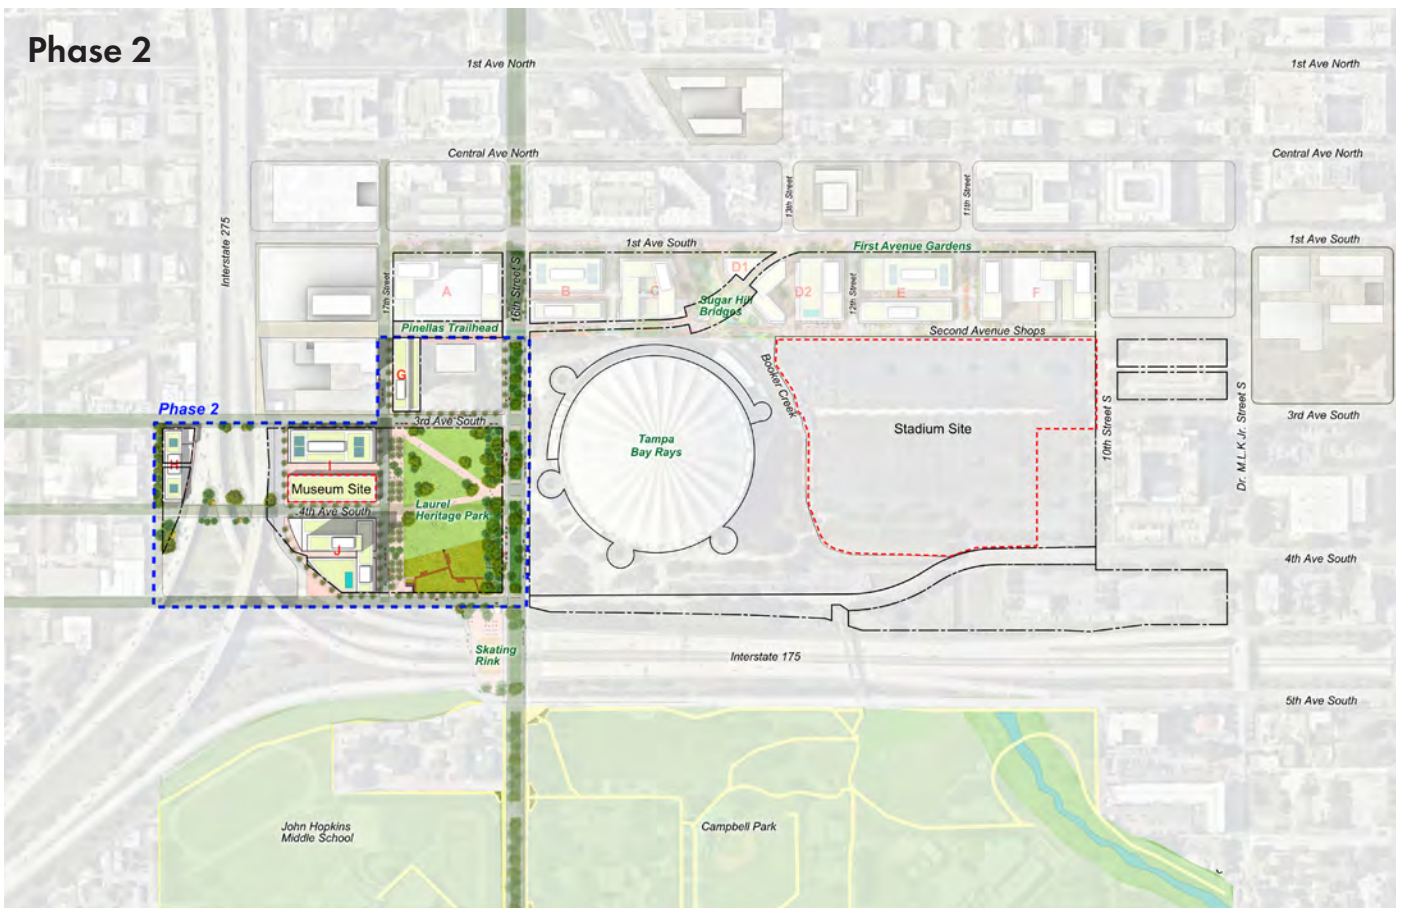 Phase 2
1st Ave North
1st Ave North
Central Ave North
Central Ave North
13th Street
11th Street
Interstate 275
1st Ave South
First Avenue Gardens
1st Ave South
17th Street
A
16th Street S
B
C
D1
D2
12th Street
E
F
Sugar Hill
Bridges
Pinellas Trailhead
Second Avenue Shops
G
Booker Creek
Phase 2
3rd Ave South
3rd Ave South
10th Street S
Dr. M.L.K Jr. Street S
Stadium Site
Tampa
Bay Rays
H
I
Museum Site
4th Ave South
Laurel
Heritage Park
J
4th Ave South
Skating
Rink
Interstate 175
5th Ave South
John Hopkins
Middle School
Campbell Park